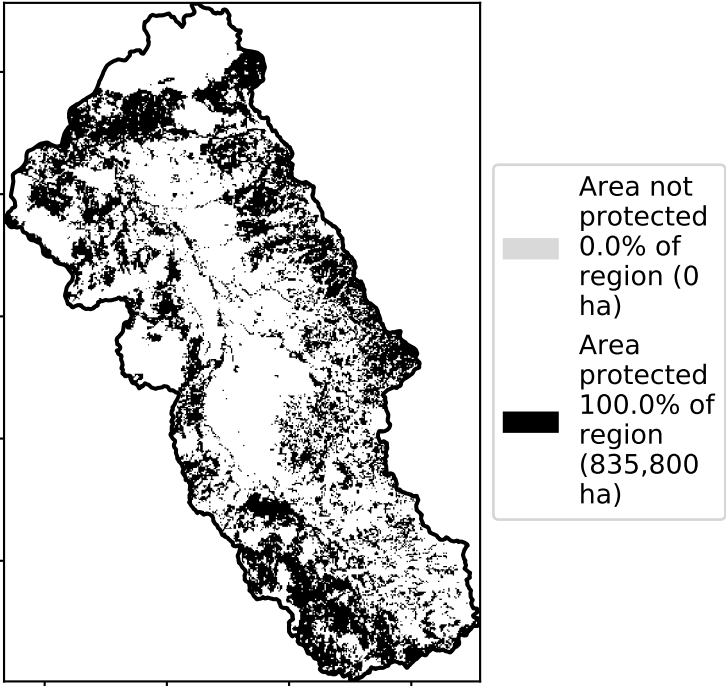 Area not
protected
0.0% of
region (0
ha)
Area
protected
100.0% of
region
(835,800
ha)